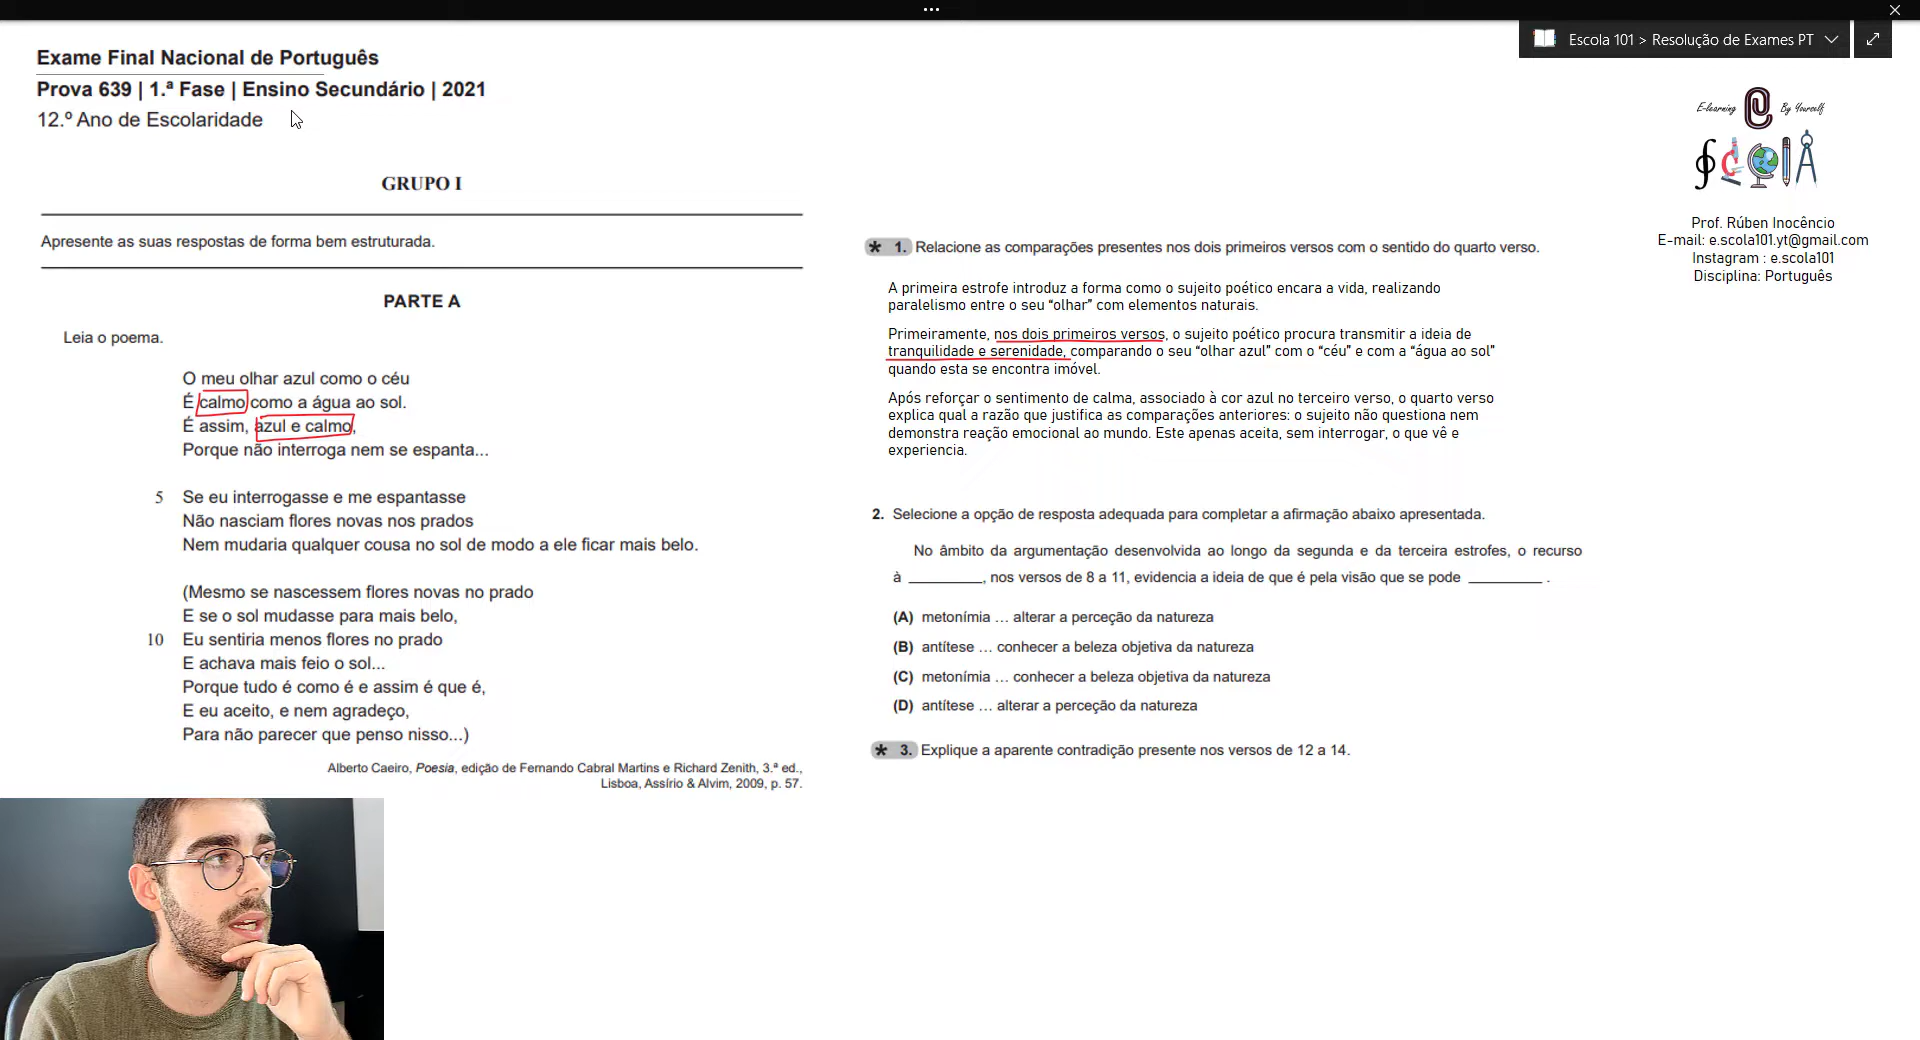 Escola 101 > Resolução de Exames PT
Exame Final Nacional de Português
Prova 639 | 1.ª Fase | Ensino Secundário | 2021
12.º Ano de Escolaridade
GRUPO I
Apresente as suas respostas de forma bem estruturada.
PARTE A
Leia o poema.
O meu olhar azul como o céu
É calmo como a água ao sol.
É assim, azul e calmo,
Porque não interroga nem se espanta...
5 Se eu interrogasse e me espantasse
Não nasciam flores novas nos prados
Nem mudaria qualquer cousa no sol de modo a ele ficar mais belo.
(Mesmo se nascessem flores novas no prado
E se o sol mudasse para mais belo,
10 Eu sentiria menos flores no prado
E achava mais feio o sol...
Porque tudo é como é e assim é que é,
E eu aceito, e nem agradeço,
Para não parecer que penso nisso...)
Alberto Caeiro, Poesia, edição de Fernando Cabral Martins e Richard Zenith, 3.ª ed.,
Lisboa, Assírio & Alvim, 2009, p. 57.
* 1. Relacione as comparações presentes nos dois primeiros versos com o sentido do quarto verso.
A primeira estrofe introduz a forma como o sujeito poético encara a vida, realizando
paralelismo entre o seu “olhar” com elementos naturais.
Primeiramente, nos dois primeiros versos, o sujeito poético procura transmitir a ideia de
tranquilidade e serenidade, comparando o seu “olhar azul” com o “céu” e com a “água ao sol”
quando esta se encontra imóvel.
Após reforçar o sentimento de calma, associado à cor azul no terceiro verso, o quarto verso
explica qual a razão que justifica as comparações anteriores: o sujeito não questiona nem
demonstra reação emocional ao mundo. Este apenas aceita, sem interrogar, o que vê e
experiencia.
2. Selecione a opção de resposta adequada para completar a afirmação abaixo apresentada.
No âmbito da argumentação desenvolvida ao longo da segunda e da terceira estrofes, o recurso
à _________, nos versos de 8 a 11, evidencia a ideia de que é pela visão que se pode _________ .
(A) metonímia … alterar a perceção da natureza
(B) antítese … conhecer a beleza objetiva da natureza
(C) metonímia … conhecer a beleza objetiva da natureza
(D) antítese … alterar a perceção da natureza
* 3. Explique a aparente contradição presente nos versos de 12 a 14.
E-learning By Yourself
Prof. Rúben Inocêncio
E-mail: e.scola101.yt@gmail.com
Instagram : e.scola101
Disciplina: Português